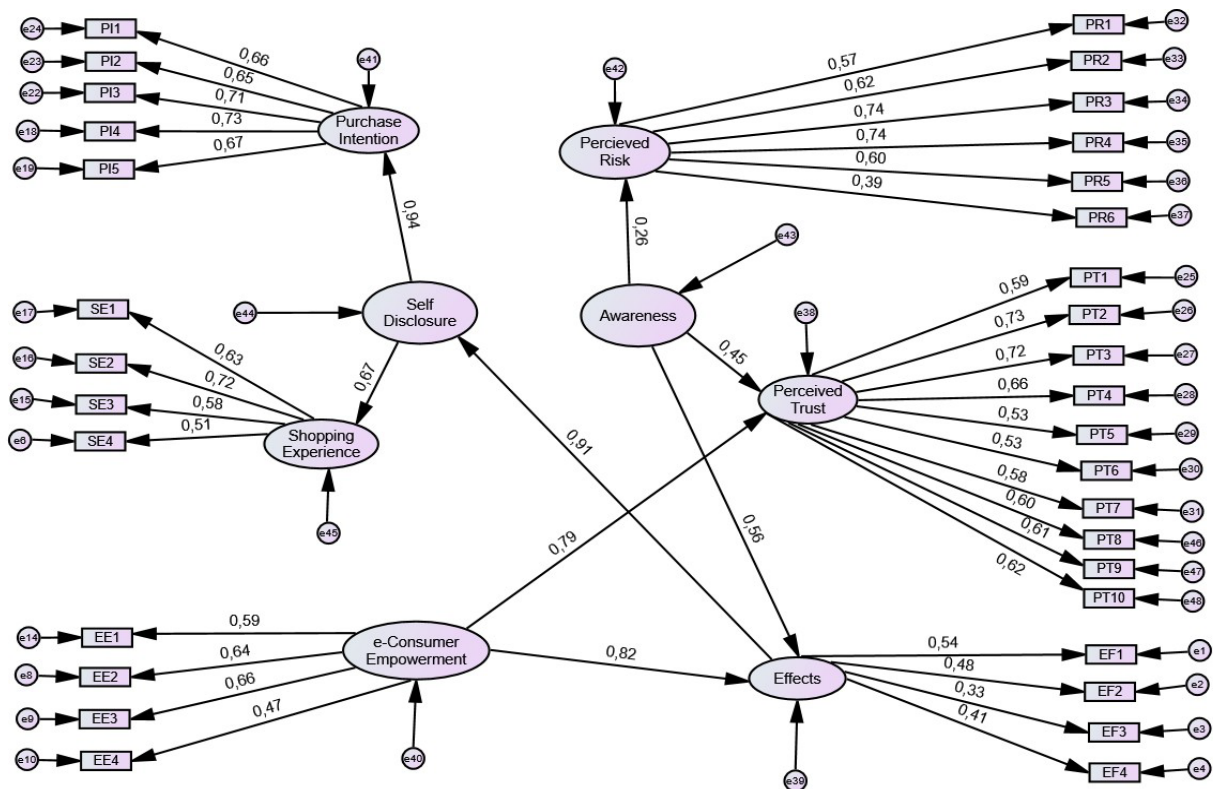 e24
PI1
0,66
e23
PI2
0,65
e22
PI3
0,71
e18
PI4
0,73
e19
PI5
0,67
e41
Purchase
Intention
0,94
e42
Percieved
Risk
0,57
PR1
e32
0,62
PR2
e33
0,74
PR3
e34
0,74
PR4
e35
0,60
PR5
e36
0,39
PR6
e37
0,26
e43
e17
SE1
0,63
e16
SE2
0,72
e15
SE3
0,58
e6
SE4
0,51
e44
Self
Disclosure
0,67
Shopping
Experience
e45
Awareness
0,45
e38
Perceived
Trust
0,59
PT1
e25
0,73
PT2
e26
0,72
PT3
e27
0,66
PT4
e28
0,53
PT5
e29
0,53
PT6
e30
0,58
PT7
e31
0,60
PT8
e46
0,61
PT9
e47
0,62
PT10
e48
0,91
0,79
0,56
e14
EE1
0,59
e8
EE2
0,64
e9
EE3
0,66
e10
EE4
0,47
e-Consumer
Empowerment
e40
0,82
Effects
e39
0,54
EF1
e1
0,48
EF2
e2
0,33
EF3
e3
0,41
EF4
e4